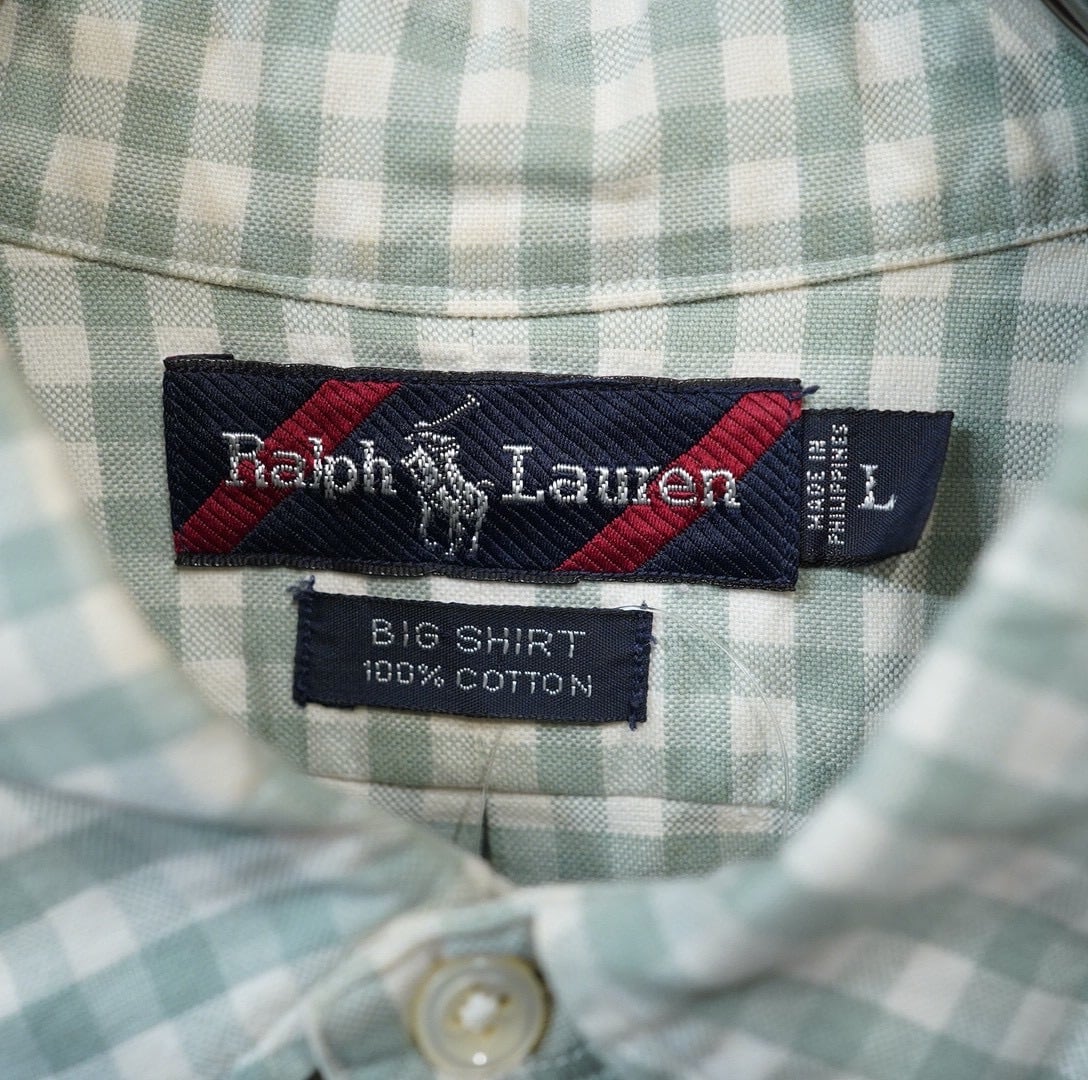 Ralph Lauren
MADE IN
PHILIPPINES
L
BIG SHIRT
100% COTTON